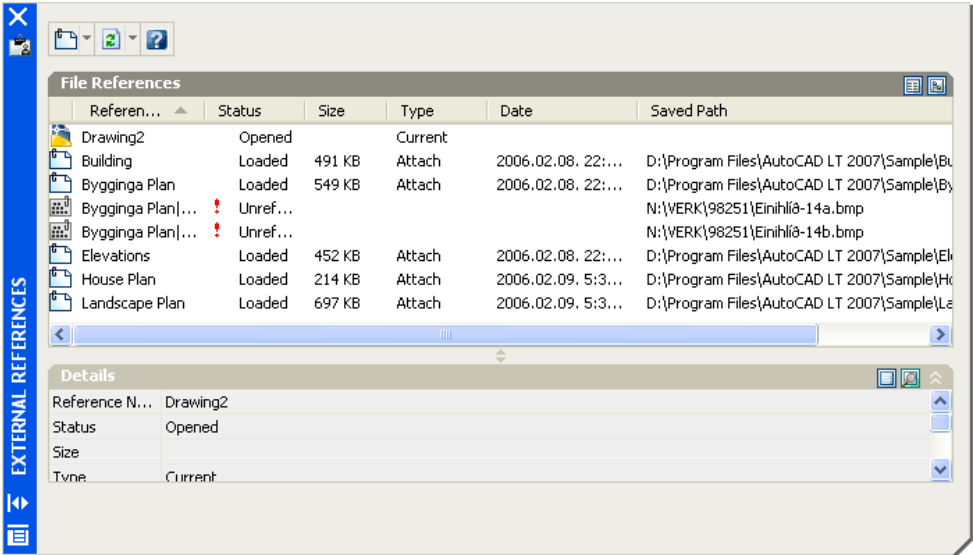 File References
Referen... Status Size Type Date Saved Path
Drawing2 Opened Current
Building Loaded 491 KB Attach 2006.02.08. 22:... D:\Program Files\AutoCAD LT 2007\Sample\Bu
Bygginga Plan Loaded 549 KB Attach 2006.02.08. 22:... D:\Program Files\AutoCAD LT 2007\Sample\By
Bygginga Plan|... ! Unref... N:\VERK\98251\Einihlíð-14a.bmp
Bygginga Plan|... ! Unref... N:\VERK\98251\Einihlíð-14b.bmp
Elevations Loaded 452 KB Attach 2006.02.08. 22:... D:\Program Files\AutoCAD LT 2007\Sample\El
House Plan Loaded 214 KB Attach 2006.02.09. 5:3... D:\Program Files\AutoCAD LT 2007\Sample\Ho
Landscape Plan Loaded 697 KB Attach 2006.02.09. 5:3... D:\Program Files\AutoCAD LT 2007\Sample\La
EXTERNAL REFERENCES
Details
Reference N... Drawing2
Status Opened
Size
Type Current